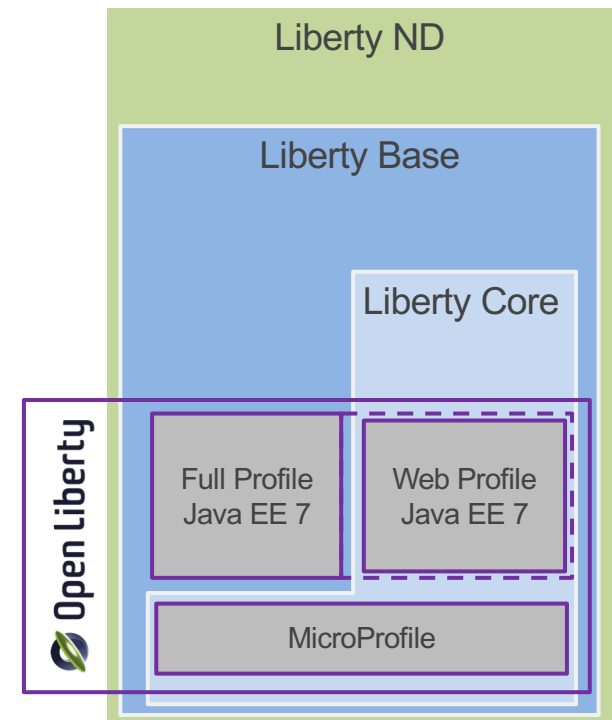 Liberty ND
Liberty Base
Liberty Core
Open Liberty
Full Profile
Java EE 7
Web Profile
Java EE 7
MicroProfile